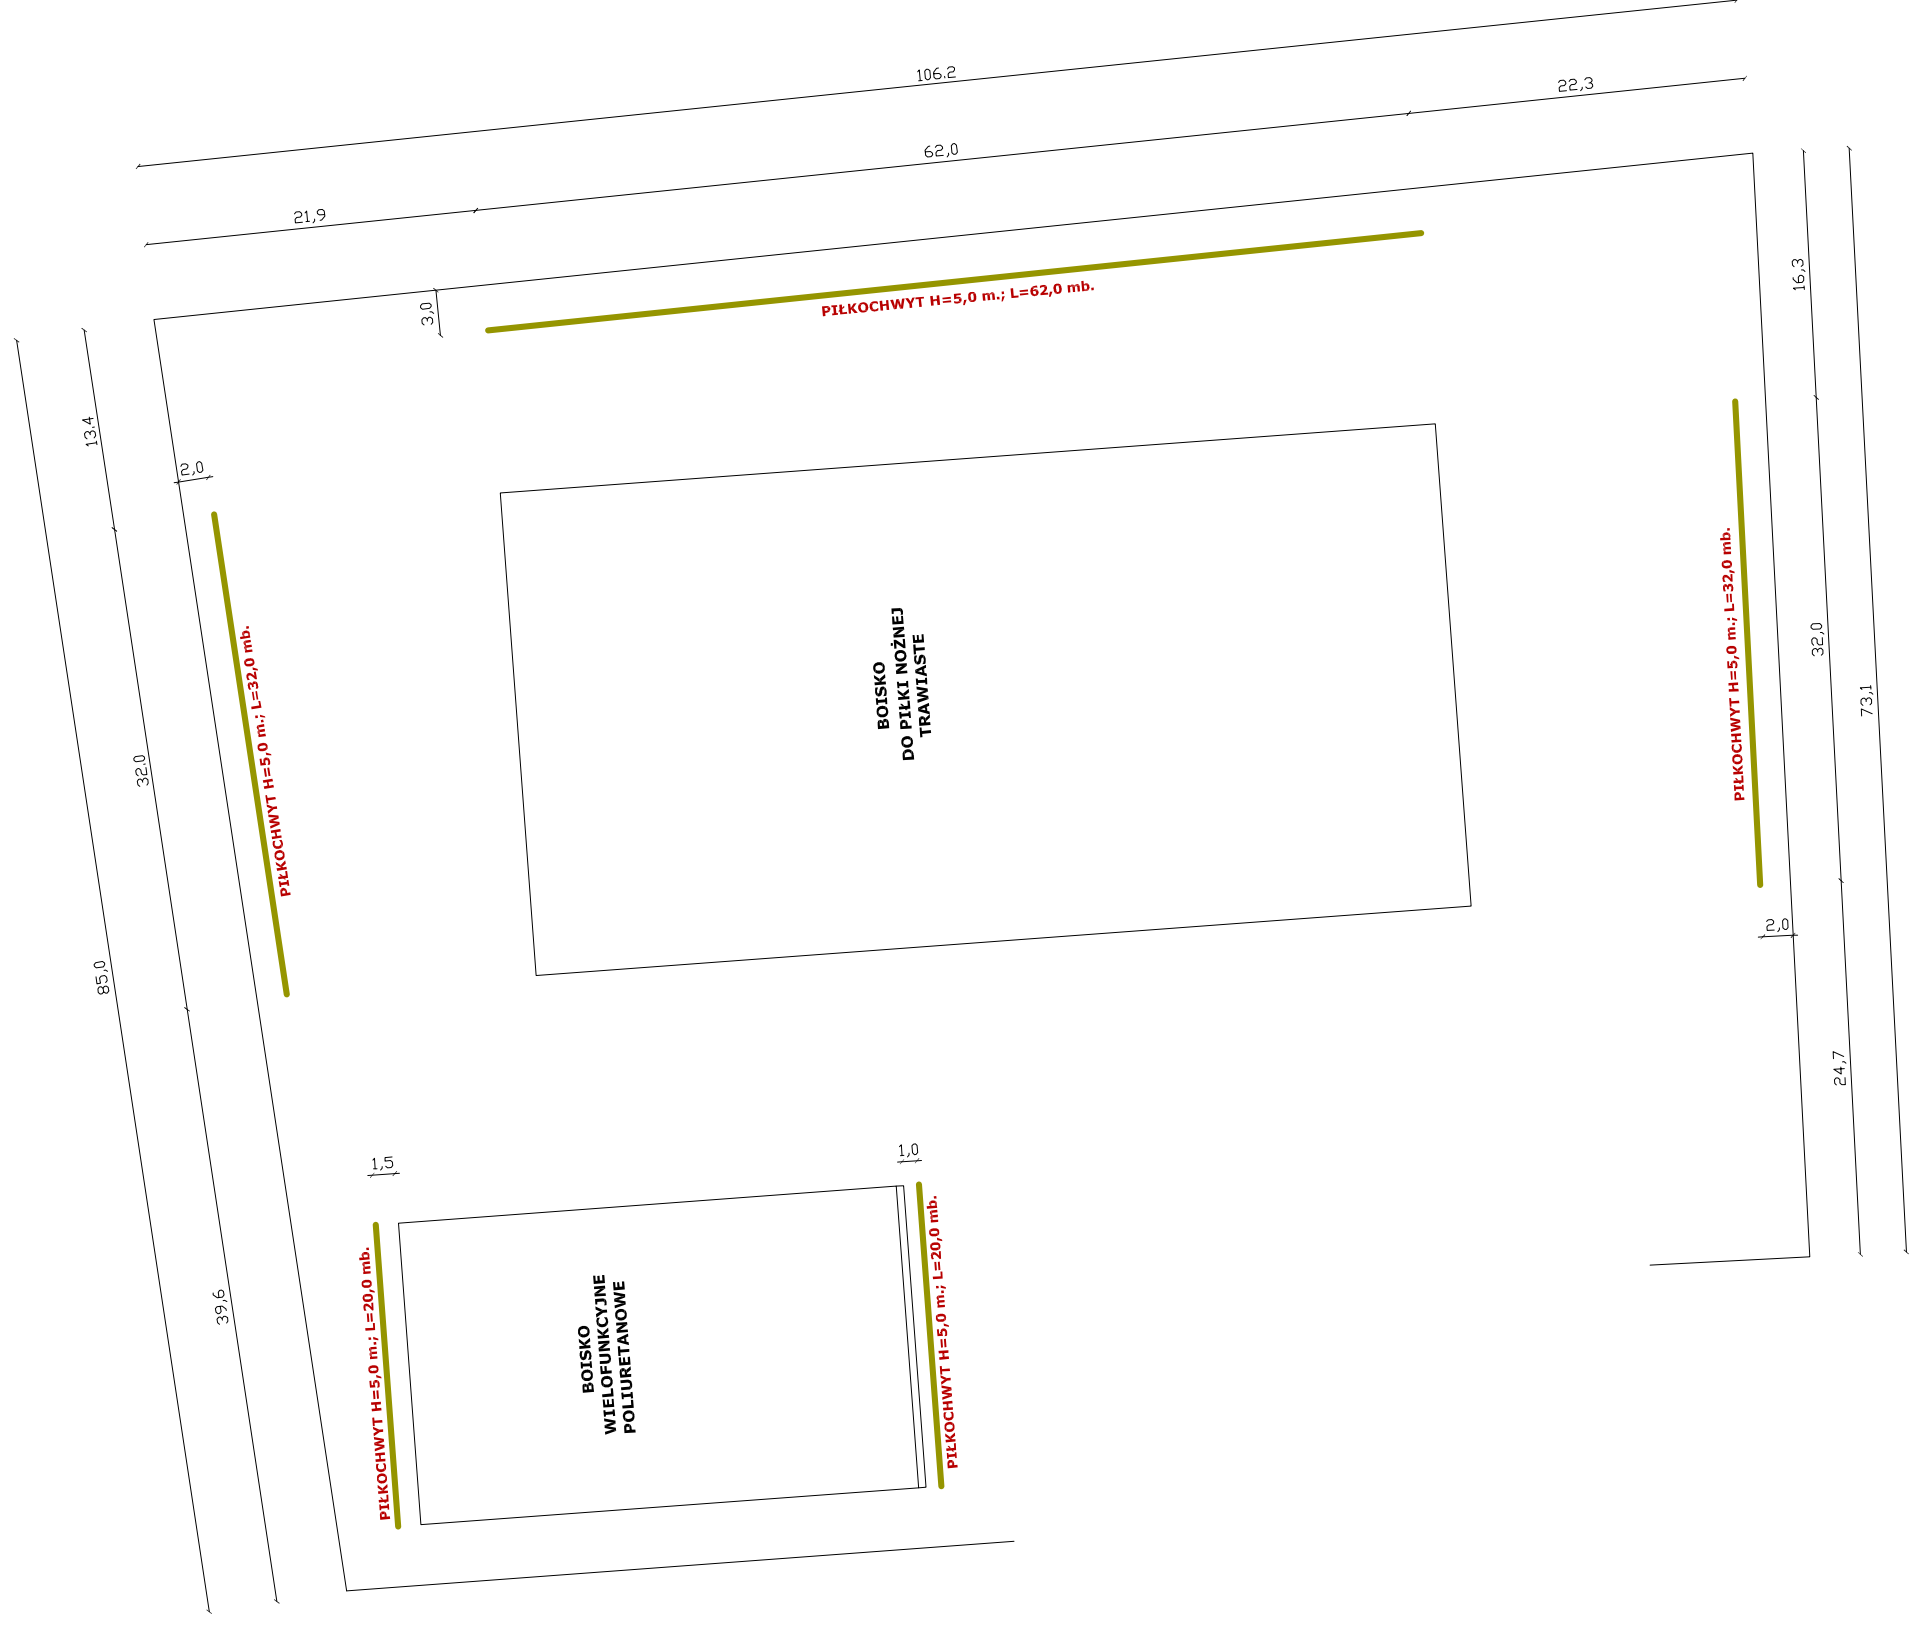 106.2
22,3
62,0
21,9
3,0
PIŁKOCHWYT H=5,0 m.; L=62,0 mb.
16,3
13.4
2,0
PIŁKOCHWYT H=5,0 m.; L=32,0 mb.
32.0
85,0
BOISKO
DO PIŁKI NOŻNEJ
TRAWIASTE
PIŁKOCHWYT H=5,0 m.; L=32,0 mb.
32,0
73,1
2,0
24,7
1,5
1,0
39,6
PIŁKOCHWYT H=5,0 m.; L=20,0 mb.
BOISKO
WIELOFUNKCYJNE
POLIURETANOWE
PIŁKOCHWYT H=5,0 m.; L=20,0 mb.